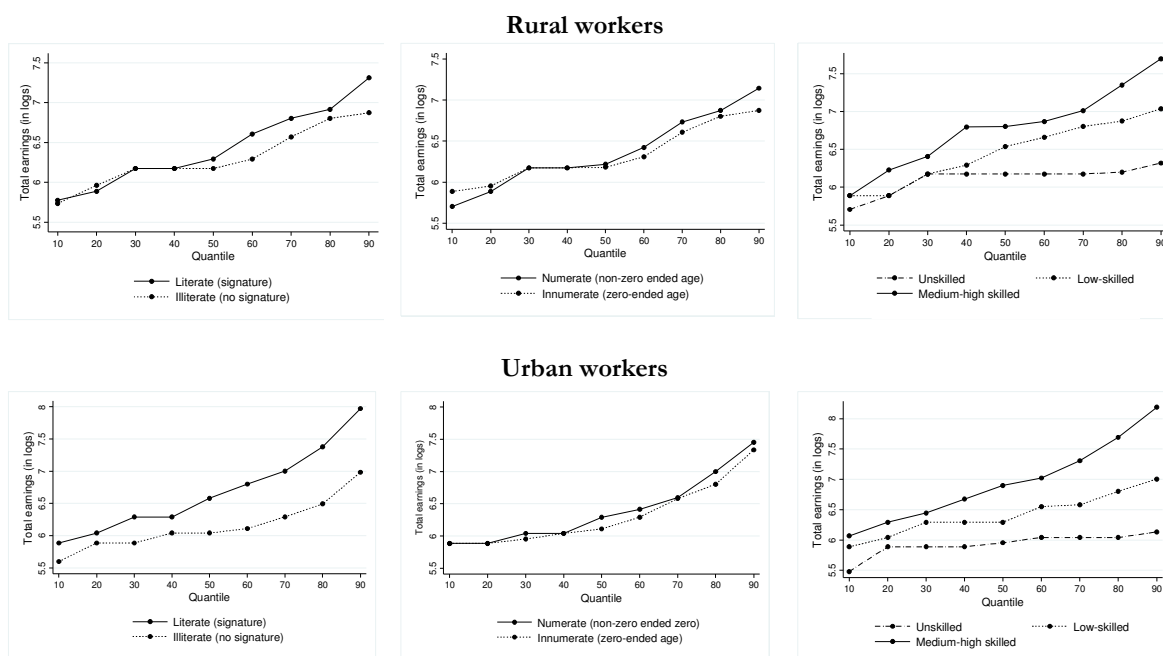 Rural workers
Total earnings (in logs)
7.5
7
6.5
6
5.5
10 20 30 40 50 60 70 80 90
Quantile
Literate (signature)
Illiterate (no signature)
Total earnings (in logs)
7.5
7
6.5
6
5.5
10 20 30 40 50 60 70 80 90
Quantile
Numerate (non-zero ended age)
Innumerate (zero-ended age)
Total earnings (in logs)
7.5
7
6.5
6
5.5
10 20 30 40 50 60 70 80 90
Quantile
Unskilled Low-skilled
Medium-high skilled
Urban workers
Total earnings (in logs)
8
7.5
7
6.5
6
5.5
10 20 30 40 50 60 70 80 90
Quantile
Literate (signature)
Illiterate (no signature)
Total earnings (in logs)
8
7.5
7
6.5
6
5.5
10 20 30 40 50 60 70 80 90
Quantile
Numerate (non-zero ended zero)
Innumerate (zero-ended age)
Total earnings (in logs)
8
7.5
7
6.5
6
5.5
10 20 30 40 50 60 70 80 90
Quantile
Unskilled Low-skilled
Medium-high skilled